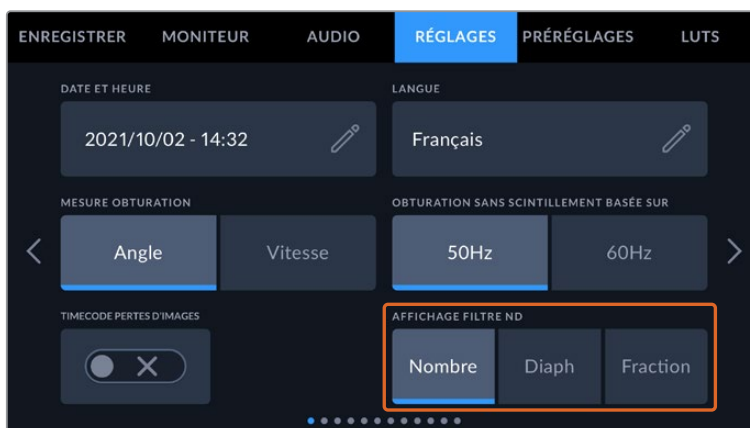 ENREGISTRER MONITEUR AUDIO RÉGLAGES PRÉRÉGLAGES LUTS
DATE ET HEURE LANGUE
2021/10/02 - 14:32 Français
MESURE OBTURATION OBTURATION SANS SCINTILLEMENT BASÉE SUR
Angle Vitesse 50Hz 60Hz
TIMECODE PERTES D'IMAGES AFFICHAGE FILTRE ND
Nombre Diaph Fraction